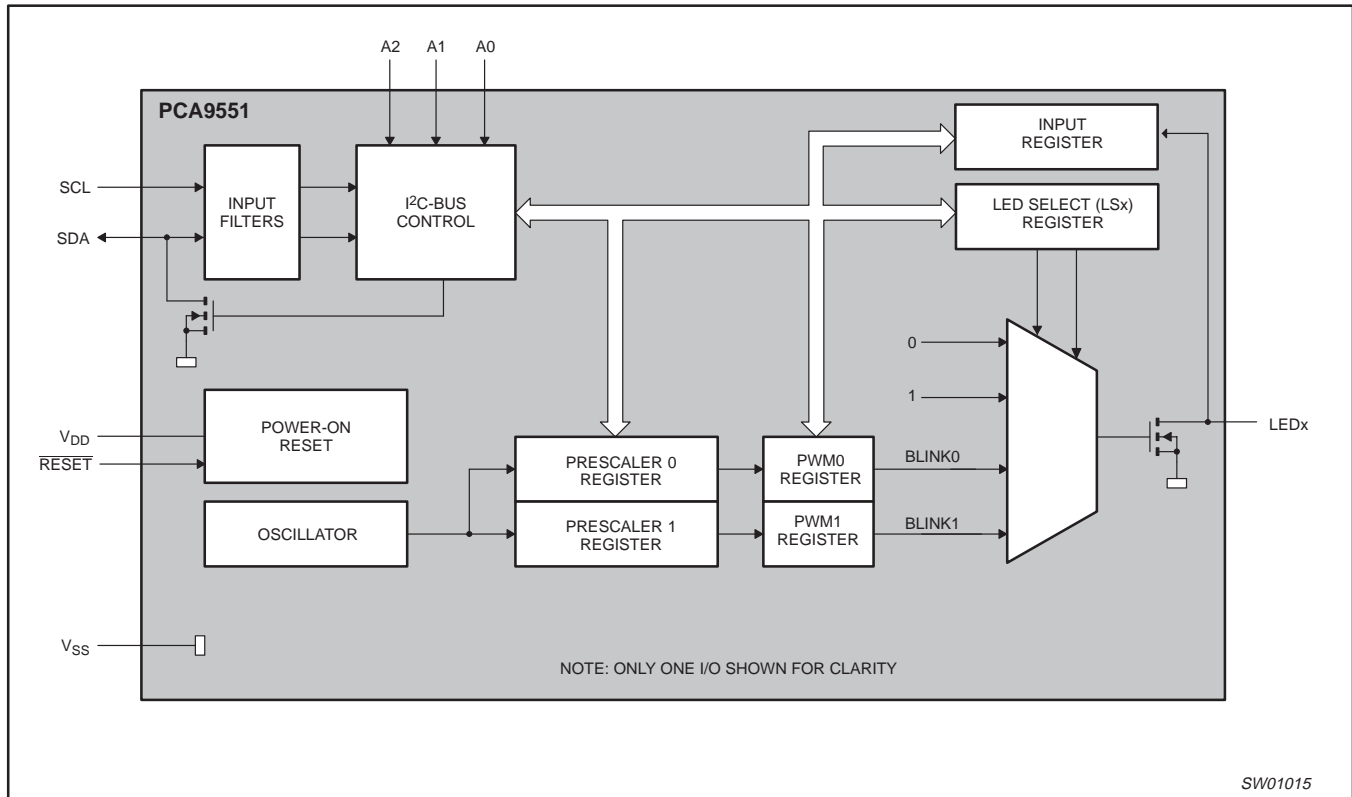 A2 A1 A0
PCA9551
SCL
SDA
INPUT
FILTERS
I²C-BUS
CONTROL
INPUT
REGISTER
LED SELECT (LSx)
REGISTER
0
1
VDD
RESET
POWER-ON
RESET
OSCILLATOR
PRESCALER 0
REGISTER
PRESCALER 1
REGISTER
PWM0
REGISTER
PWM1
REGISTER
BLINK0
BLINK1
LEDx
VSS
NOTE: ONLY ONE I/O SHOWN FOR CLARITY
SW01015